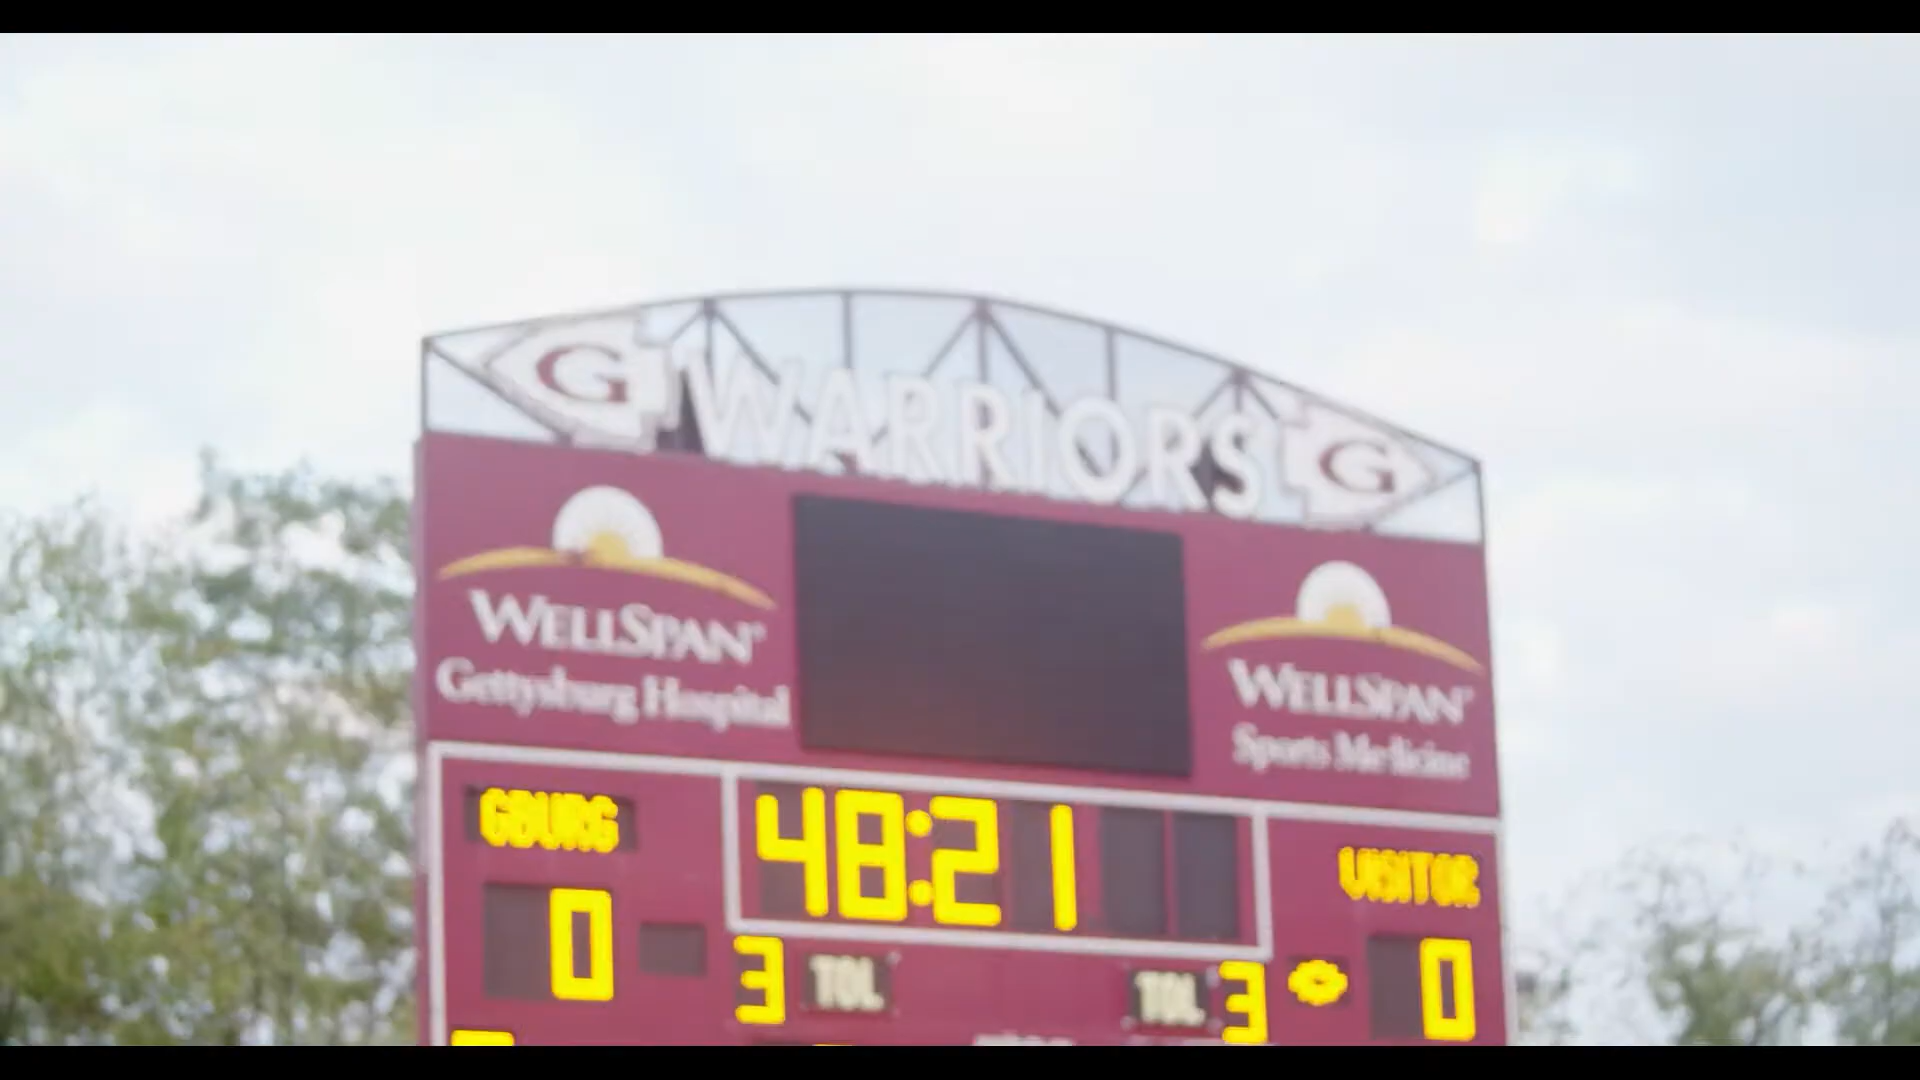 G WARRIORS G
WELLSPAN
Gettysburg Hospital
WELLSPAN
Sports Medicine
GBURG
48:21
VISITOR
0
3
TOL
TOL
3
0